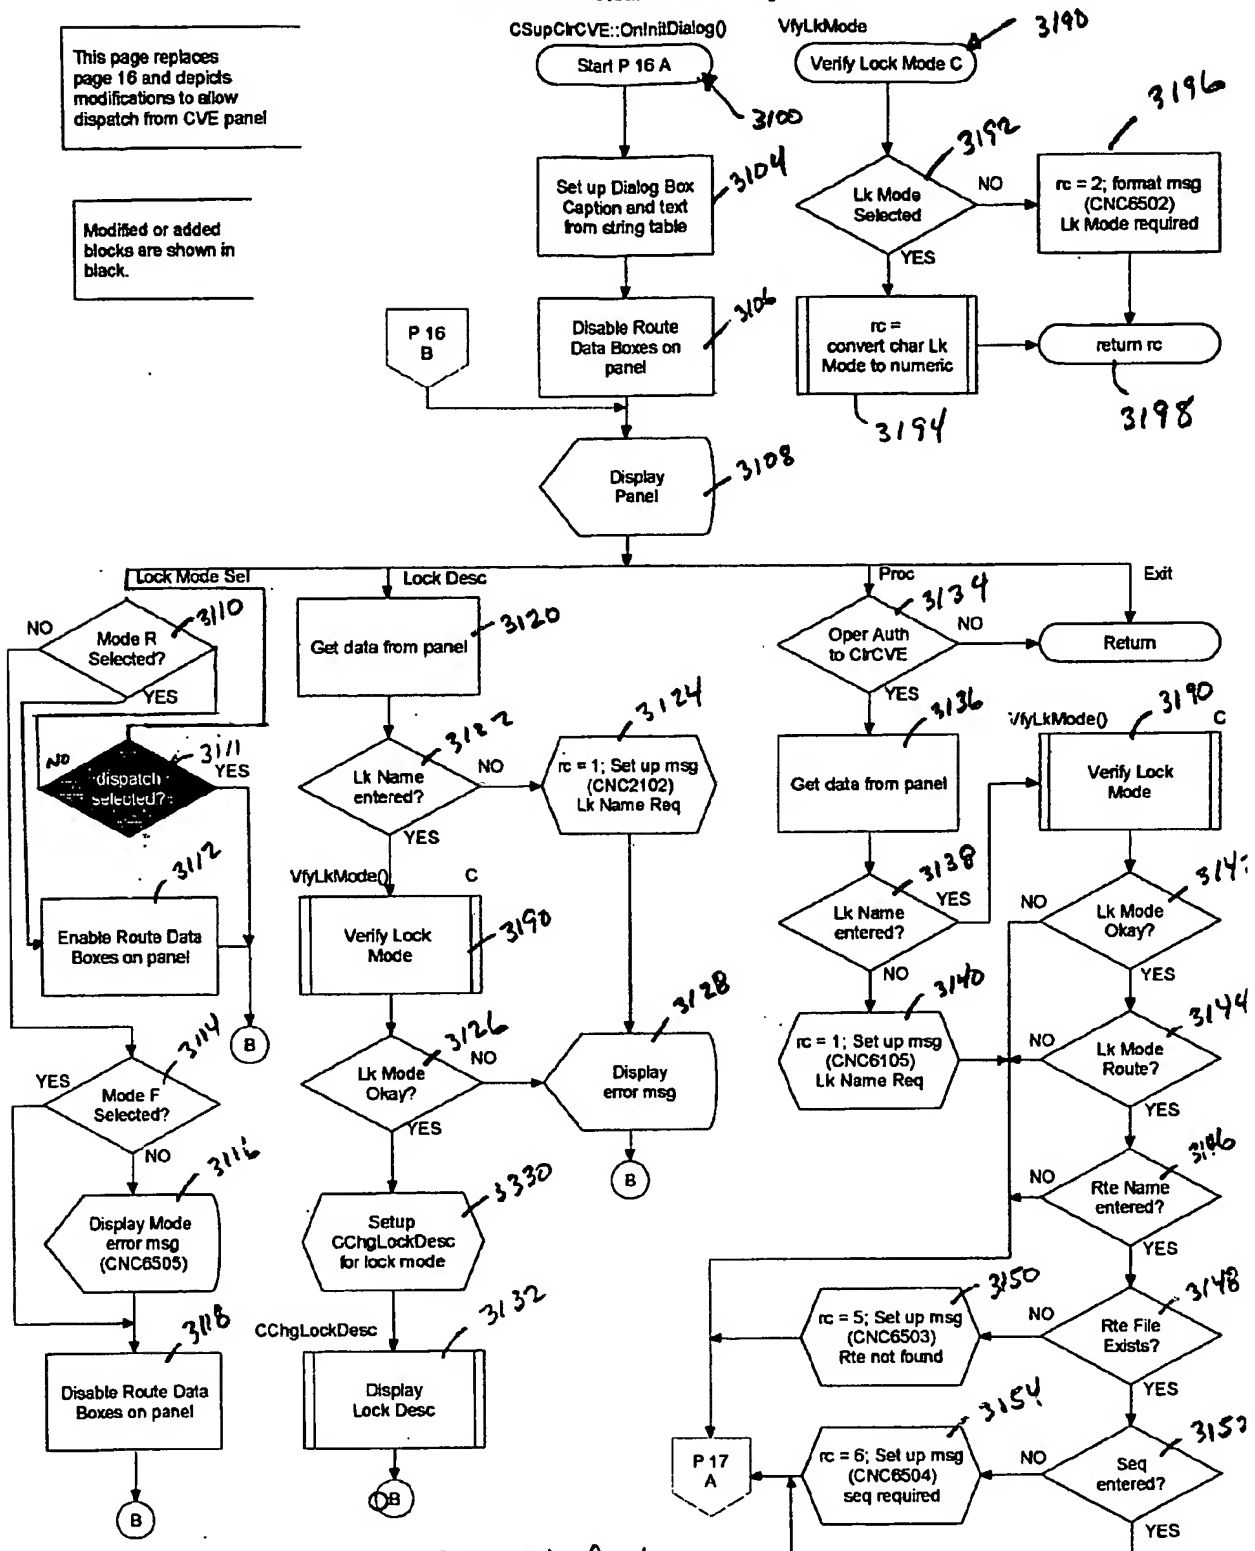 CSupClrCVE::OnInitDialog()
VfyLkMode
3190
This page replaces
page 16 and depicts
modifications to allow
dispatch from CVE panel
Start P 16 A
3100
Verify Lock Mode C
3196
3192
3104
Set up Dialog Box
Caption and text
from string table
Lk Mode
Selected
NO
YES
rc = 2; format msg
(CNC6502)
Lk Mode required
Modified or added
blocks are shown in
black.
P 16
B
3106
Disable Route
Data Boxes on
panel
rc =
convert char Lk
Mode to numeric
return rc
3194
3198
3108
Display
Panel
Lock Mode Sel
Lock Desc
Proc
Exit
3110
NO
Mode R
Selected?
YES
3120
Get data from panel
3134
Oper Auth
to ClrCVE
NO
YES
Return
3111
NO
dispatch
selected?
YES
3124
Lk Name
entered?
NO
YES
rc = 1; Set up msg
(CNC2102)
Lk Name Req
3136
Get data from panel
VfyLkMode()
3190
C
Verify Lock
Mode
3112
Enable Route Data
Boxes on panel
VfyLkMode()
C
Verify Lock
Mode
3190
3138
Lk Name
entered?
YES
NO
NO
Lk Mode
Okay?
YES
B
3114
YES
Mode F
Selected?
NO
3126
Lk Mode
Okay?
NO
YES
3128
Display
error msg
3140
rc = 1; Set up msg
(CNC6105)
Lk Name Req
3144
NO
Lk Mode
Route?
YES
B
3116
Display Mode
error msg
(CNC6505)
3330
Setup
CChgLockDesc
for lock mode
3146
NO
Rte Name
entered?
YES
3118
Disable Route Data
Boxes on panel
CChgLockDesc
3132
Display
Lock Desc
3150
rc = 5; Set up msg
(CNC6503)
Rte not found
3148
NO
Rte File
Exists?
YES
P 17
A
3154
rc = 6; Set up msg
(CNC6504)
seq required
NO
Seq
entered?
YES
B
B